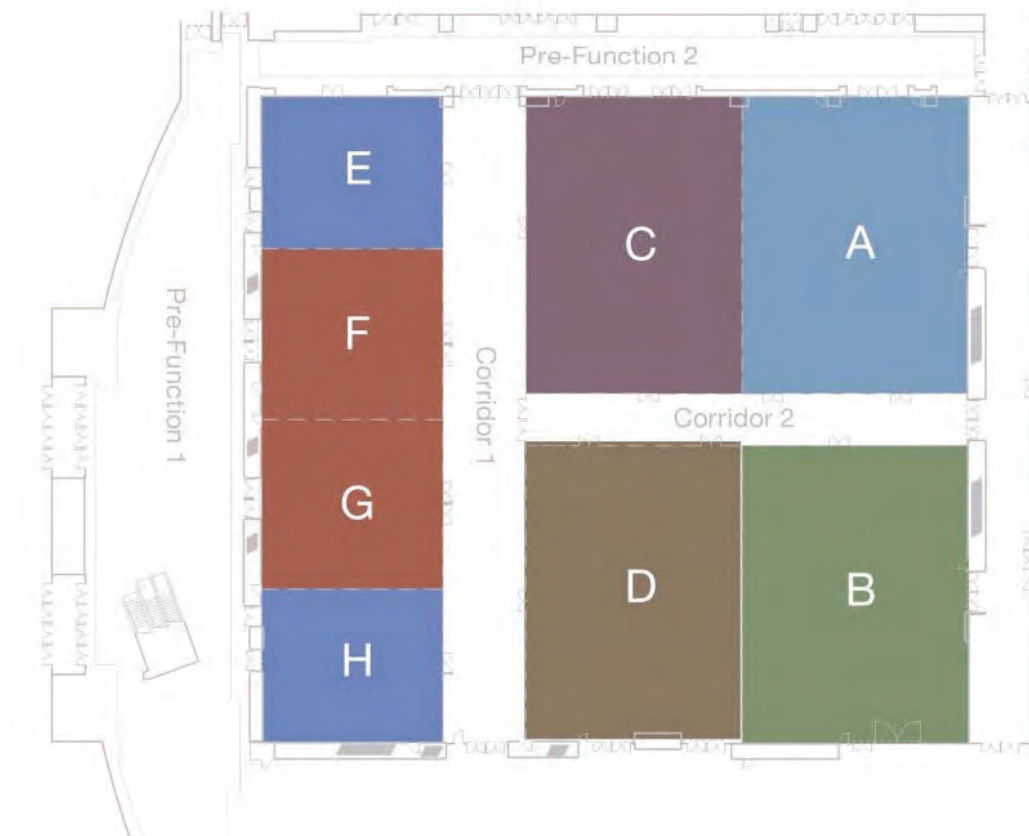 Pre-Function 2
E
C
A
F
Pre-Function 1
Corridor 1
Corridor 2
G
D
B
H